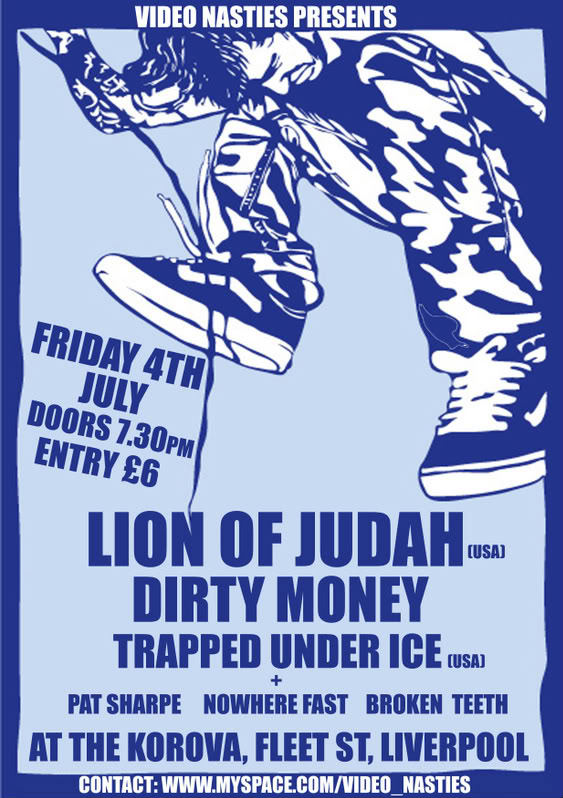 VIDEO NASTIES PRESENTS
FRIDAY 4TH
JULY
DOORS 7.30PM
ENTRY £6
LION OF JUDAH (USA)
DIRTY MONEY
TRAPPED UNDER ICE (USA)
+
PAT SHARPE NOWHERE FAST BROKEN TEETH
AT THE KOROVA, FLEET ST, LIVERPOOL
CONTACT: WWW.MYSPACE.COM/VIDEO_NASTIES